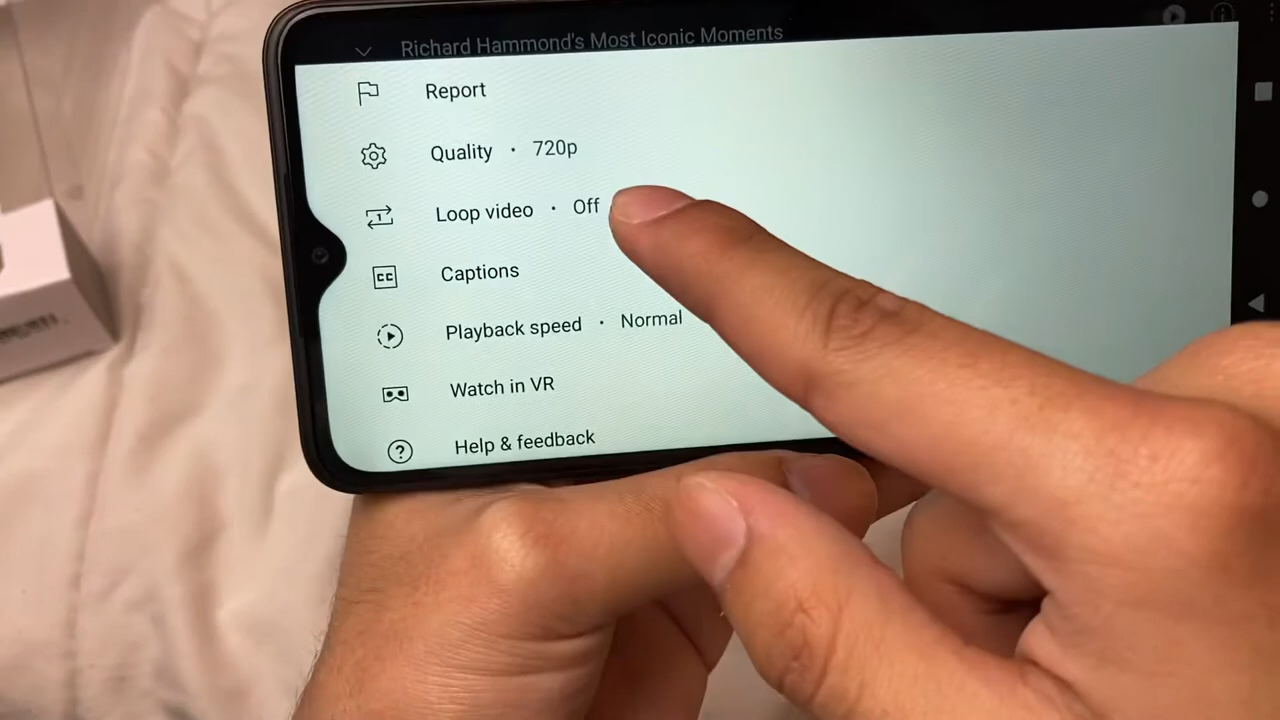 Richard Hammond's Most Iconic Moments
Report
Quality · 720p
Loop video · Off
CC Captions
Playback speed · Normal
Watch in VR
? Help & feedback